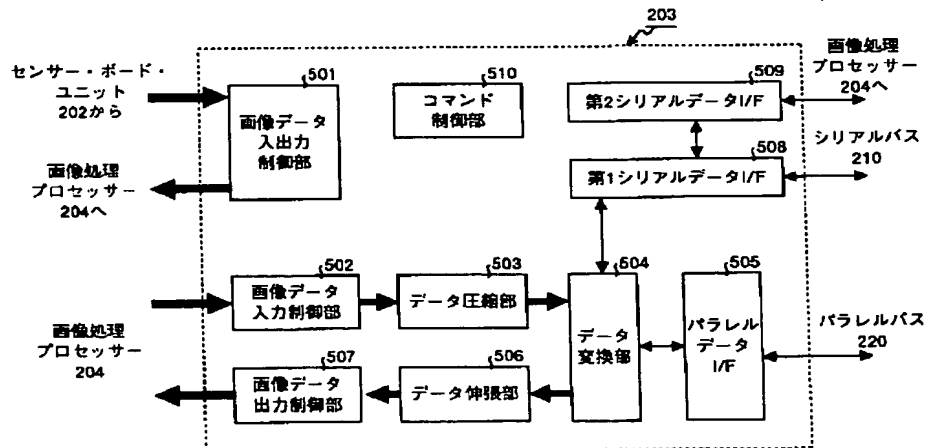 203
センサー・ボード・
ユニット
202から
501
画像データ
入出力
制御部
510
コマンド
制御部
509
第2シリアルデータI/F
画像処理
プロセッサー
204へ
508
第1シリアルデータI/F
シリアルバス
210
画像処理
プロセッサー
204へ
502
画像データ
入力制御部
503
データ圧縮部
504
データ
変換部
505
パラレル
データ
I/F
パラレルバス
220
画像処理
プロセッサー
204
507
画像データ
出力制御部
506
データ伸張部